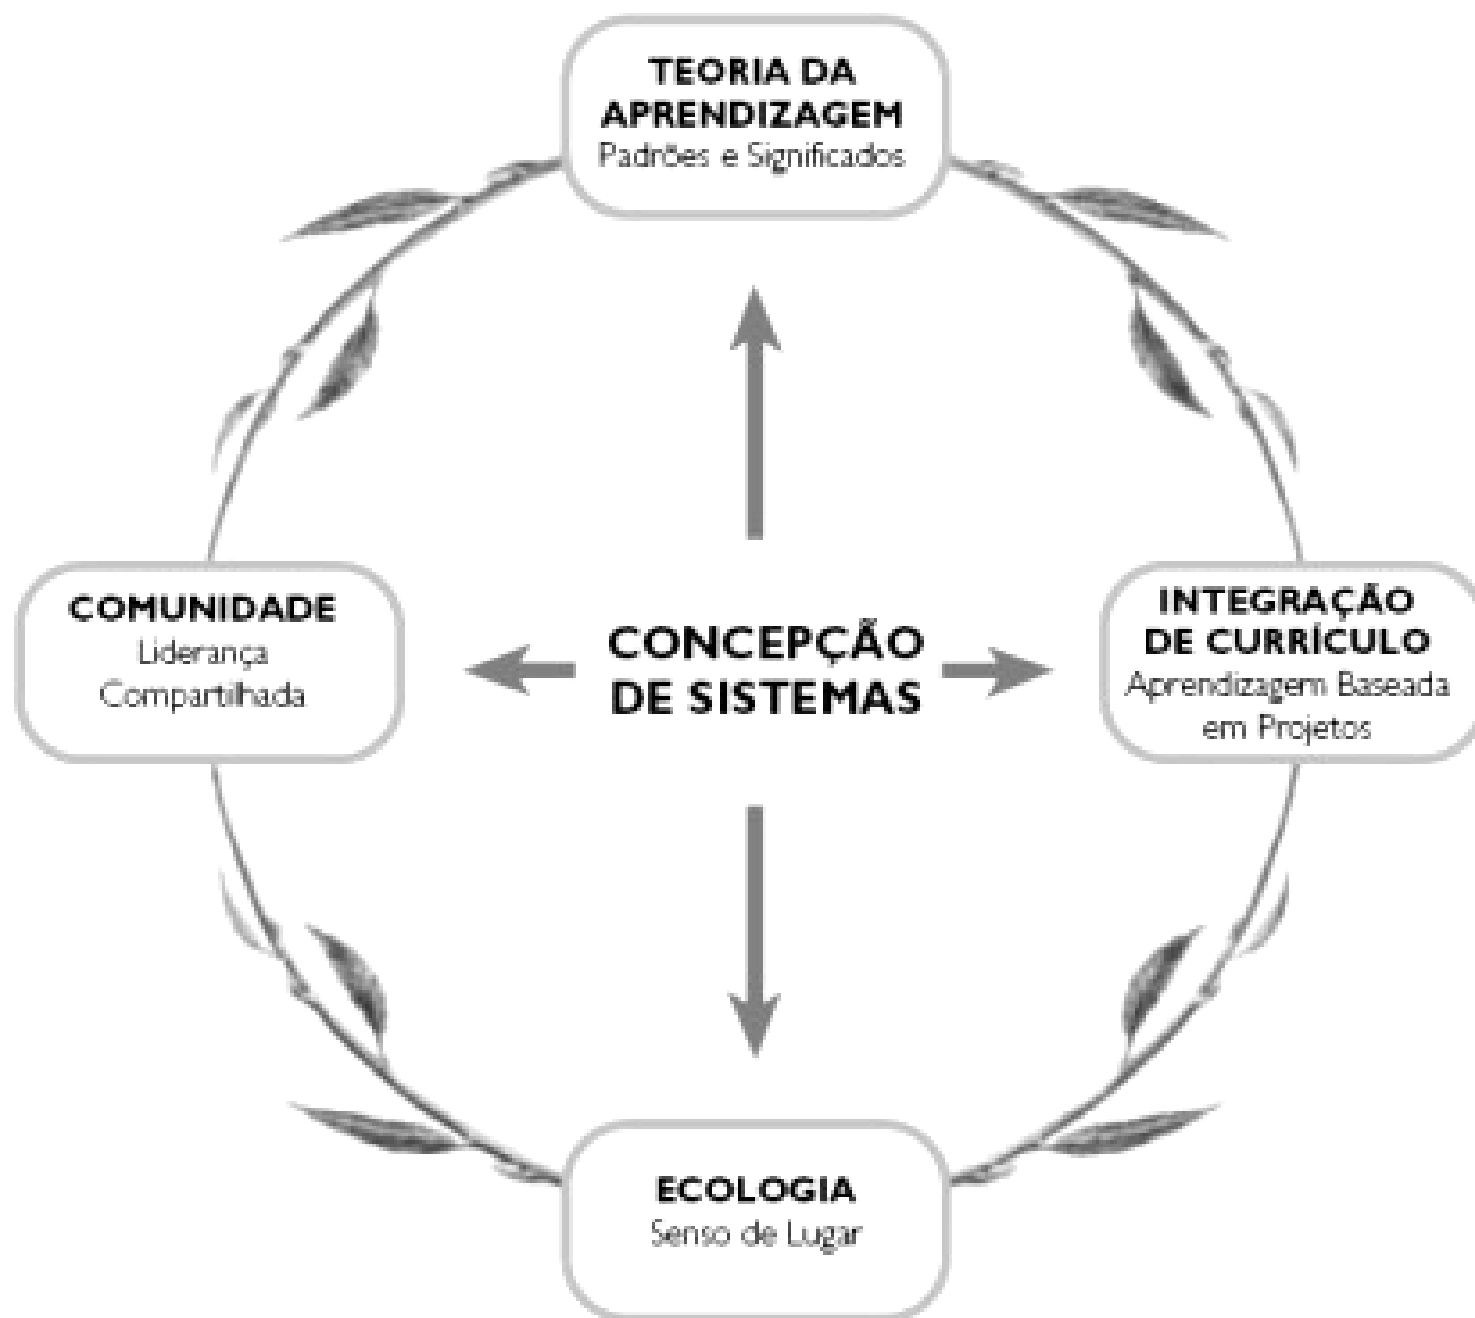 TEORIA DA
APRENDIZAGEM
Padrões e Significados
COMUNIDADE
Liderança
Compartilhada
CONCEPÇÃO
DE SISTEMAS
INTEGRAÇÃO
DE CURRÍCULO
Aprendizagem Baseada
em Projetos
ECOLOGIA
Senso de Lugar